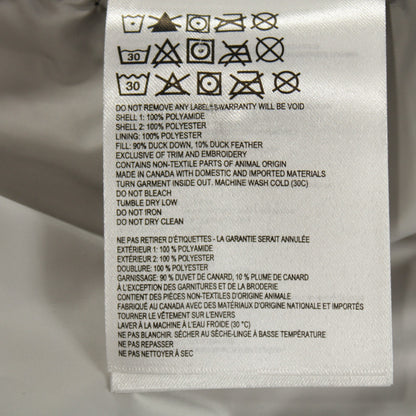 30
30
DO NOT REMOVE ANY LABEL-WARRANTY WILL BE VOID
SHELL 1: 100% POLYAMIDE
SHELL 2: 100% POLYESTER
LINING: 100% POLYESTER
FILL: 90% DUCK DOWN, 10% DUCK FEATHER
EXCLUSIVE OF TRIM AND EMBROIDERY
CONTAINS NON-TEXTILE PARTS OF ANIMAL ORIGIN
MADE IN CANADA WITH DOMESTIC AND IMPORTED MATERIALS
TURN GARMENT INSIDE OUT. MACHINE WASH COLD (30C)
DO NOT BLEACH
TUMBLE DRY LOW
DO NOT IRON
DO NOT DRY CLEAN
NE PAS RETIRER D'ÉTIQUETTES - LA GARANTIE SERAIT ANNULÉE
EXTÉRIEUR 1: 100 % POLYAMIDE
EXTÉRIEUR 2: 100 % POLYESTER
DOUBLURE: 100 % POLYESTER
GARNISSAGE: 90 % DUVET DE CANARD, 10 % PLUME DE CANARD
À L'EXCEPTION DES GARNITURES ET DE LA BRODERIE
CONTIENT DES PIÈCES NON-TEXTILES D'ORIGINE ANIMALE
FABRIQUÉ AU CANADA AVEC DES MATÉRIAUX D'ORIGINE NATIONALE ET IMPORTÉS
TOURNER LE VÊTEMENT SUR L'ENVERS
LAVER À LA MACHINE À L'EAU FROIDE (30 °C)
NE PAS BLANCHIR. SÉCHER AU SÈCHE-LINGE À BASSE TEMPÉRATURE
NE PAS REPASSER
NE PAS NETTOYER À SEC